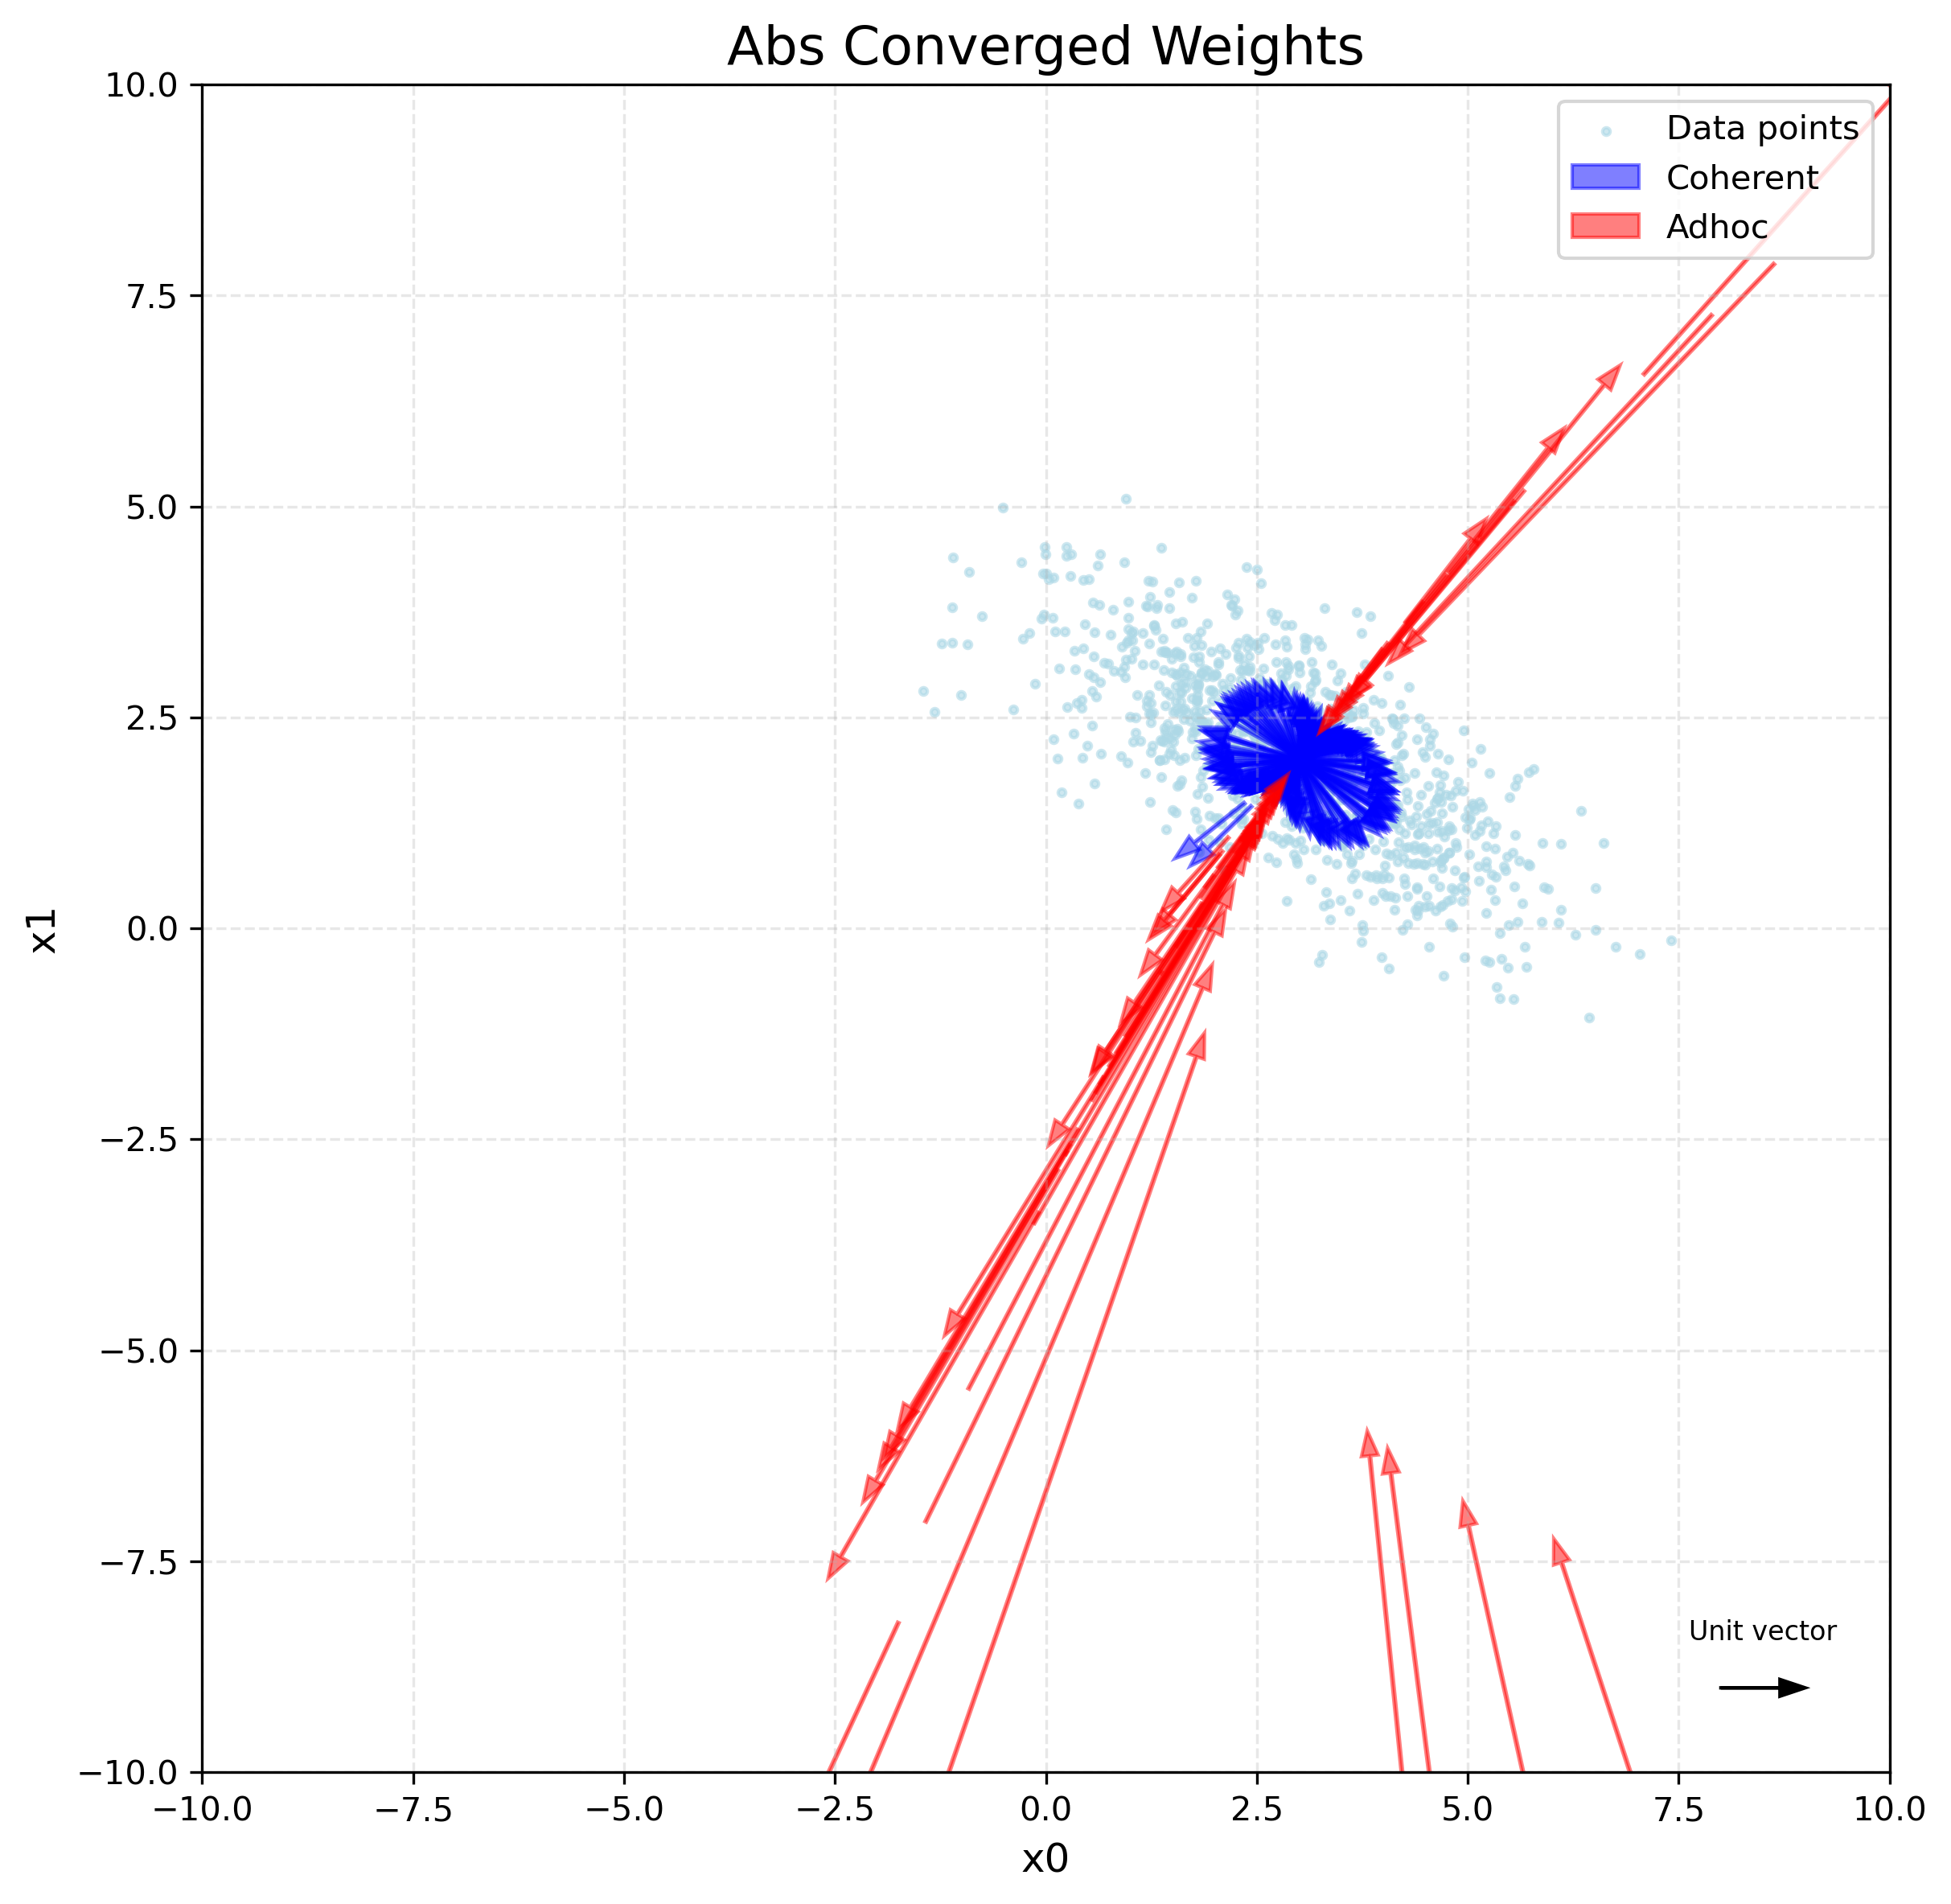 Abs Converged Weights
10.0
7.5
5.0
2.5
0.0
−2.5
−5.0
−7.5
−10.0
x1
Data points
Coherent
Adhoc
Unit vector
−10.0 −7.5 −5.0 −2.5 0.0 2.5 5.0 7.5 10.0
x0